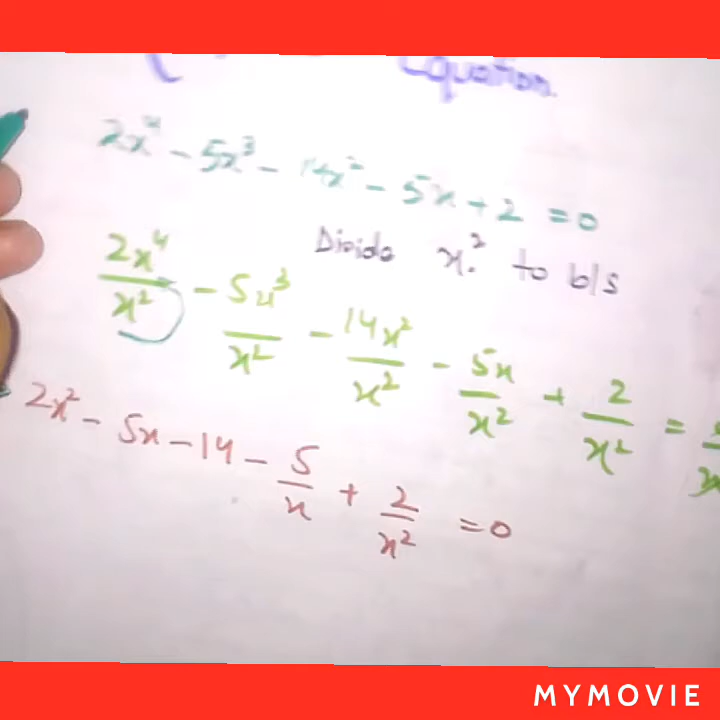 Equation.
2x⁴ - 5x³ - 14x² - 5x + 2 = 0
Divide x² to b/s
2x⁴/x² - 5x³/x² - 14x²/x² - 5x/x² + 2/x² =
2x² - 5x - 14 - 5/x + 2/x² = 0
MYMOVIE